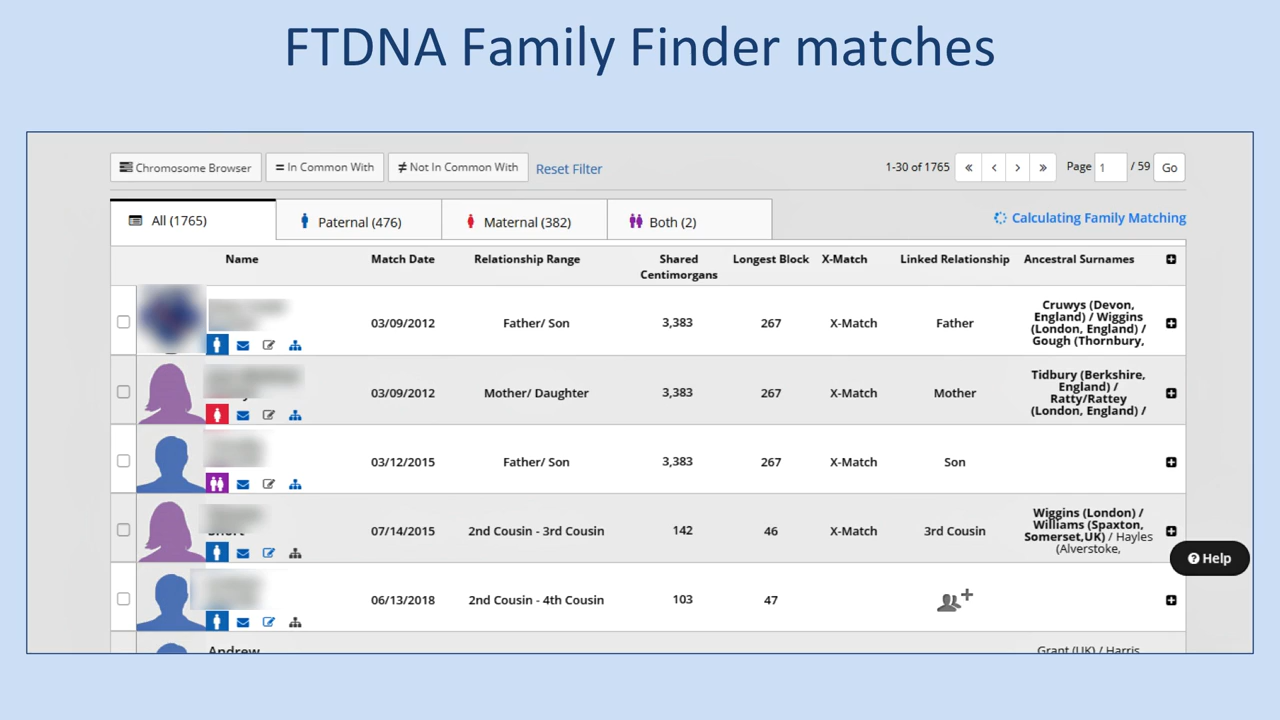 FTDNA Family Finder matches
Chromosome Browser
= In Common With
≠ Not In Common With
Reset Filter
1-30 of 1765
«
‹
›
»
Page
1
/ 59
Go
All (1765)
Paternal (476)
Maternal (382)
Both (2)
Calculating Family Matching
Name
Match Date
Relationship Range
Shared
Centimorgans
Longest Block
X-Match
Linked Relationship
Ancestral Surnames
03/09/2012
Father/ Son
3,383
267
X-Match
Father
Cruwys (Devon,
England) / Wiggins
(London, England) /
Gough (Thornbury,
03/09/2012
Mother/ Daughter
3,383
267
X-Match
Mother
Tidbury (Berkshire,
England) /
Ratty/Rattey
(London, England) /
03/12/2015
Father/ Son
3,383
267
X-Match
Son
07/14/2015
2nd Cousin - 3rd Cousin
142
46
X-Match
3rd Cousin
Wiggins (London) /
Williams (Spaxton,
Somerset,UK) / Hayles
(Alverstoke,
Help
06/13/2018
2nd Cousin - 4th Cousin
103
47
Andrew
Grant (UK) / Harris